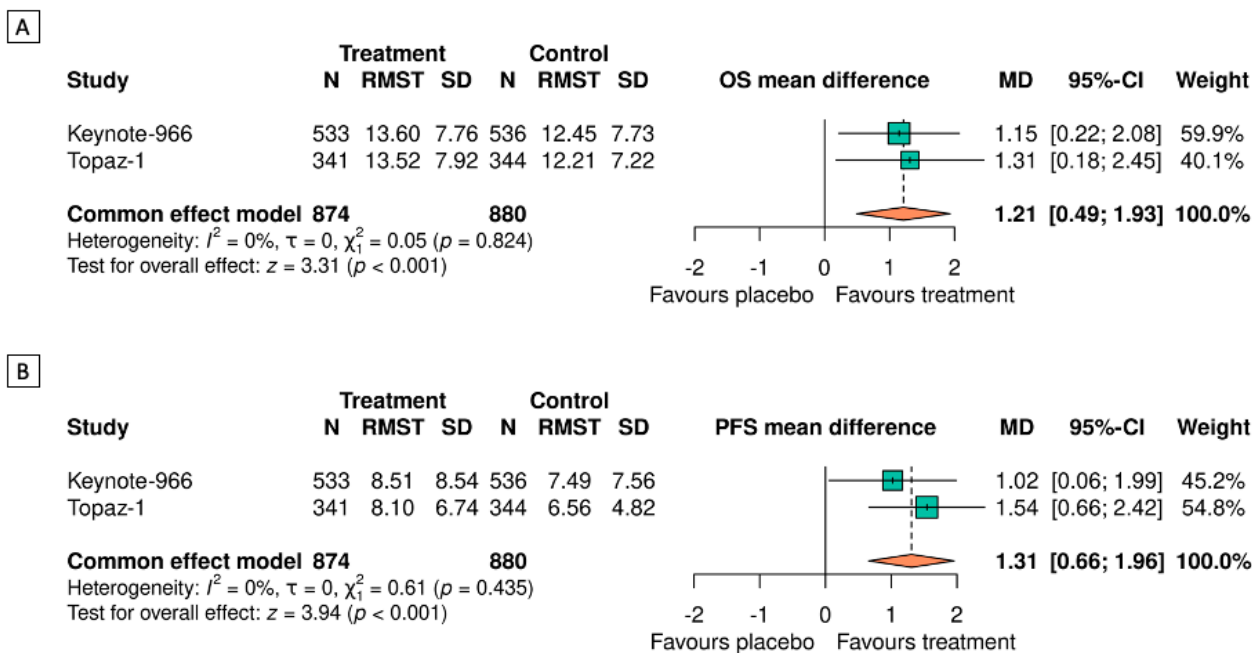 A
Treatment Control
Study N RMST SD N RMST SD OS mean difference MD 95%-CI Weight
Keynote-966 533 13.60 7.76 536 12.45 7.73 1.15 [0.22; 2.08] 59.9%
Topaz-1 341 13.52 7.92 344 12.21 7.22 1.31 [0.18; 2.45] 40.1%
Common effect model 874 880 1.21 [0.49; 1.93] 100.0%
Heterogeneity: I² = 0%, τ = 0, χ²₁ = 0.05 (p = 0.824)
Test for overall effect: z = 3.31 (p < 0.001)
-2 -1 0 1 2
Favours placebo Favours treatment
B
Treatment Control
Study N RMST SD N RMST SD PFS mean difference MD 95%-CI Weight
Keynote-966 533 8.51 8.54 536 7.49 7.56 1.02 [0.06; 1.99] 45.2%
Topaz-1 341 8.10 6.74 344 6.56 4.82 1.54 [0.66; 2.42] 54.8%
Common effect model 874 880 1.31 [0.66; 1.96] 100.0%
Heterogeneity: I² = 0%, τ = 0, χ²₁ = 0.61 (p = 0.435)
Test for overall effect: z = 3.94 (p < 0.001)
-2 -1 0 1 2
Favours placebo Favours treatment